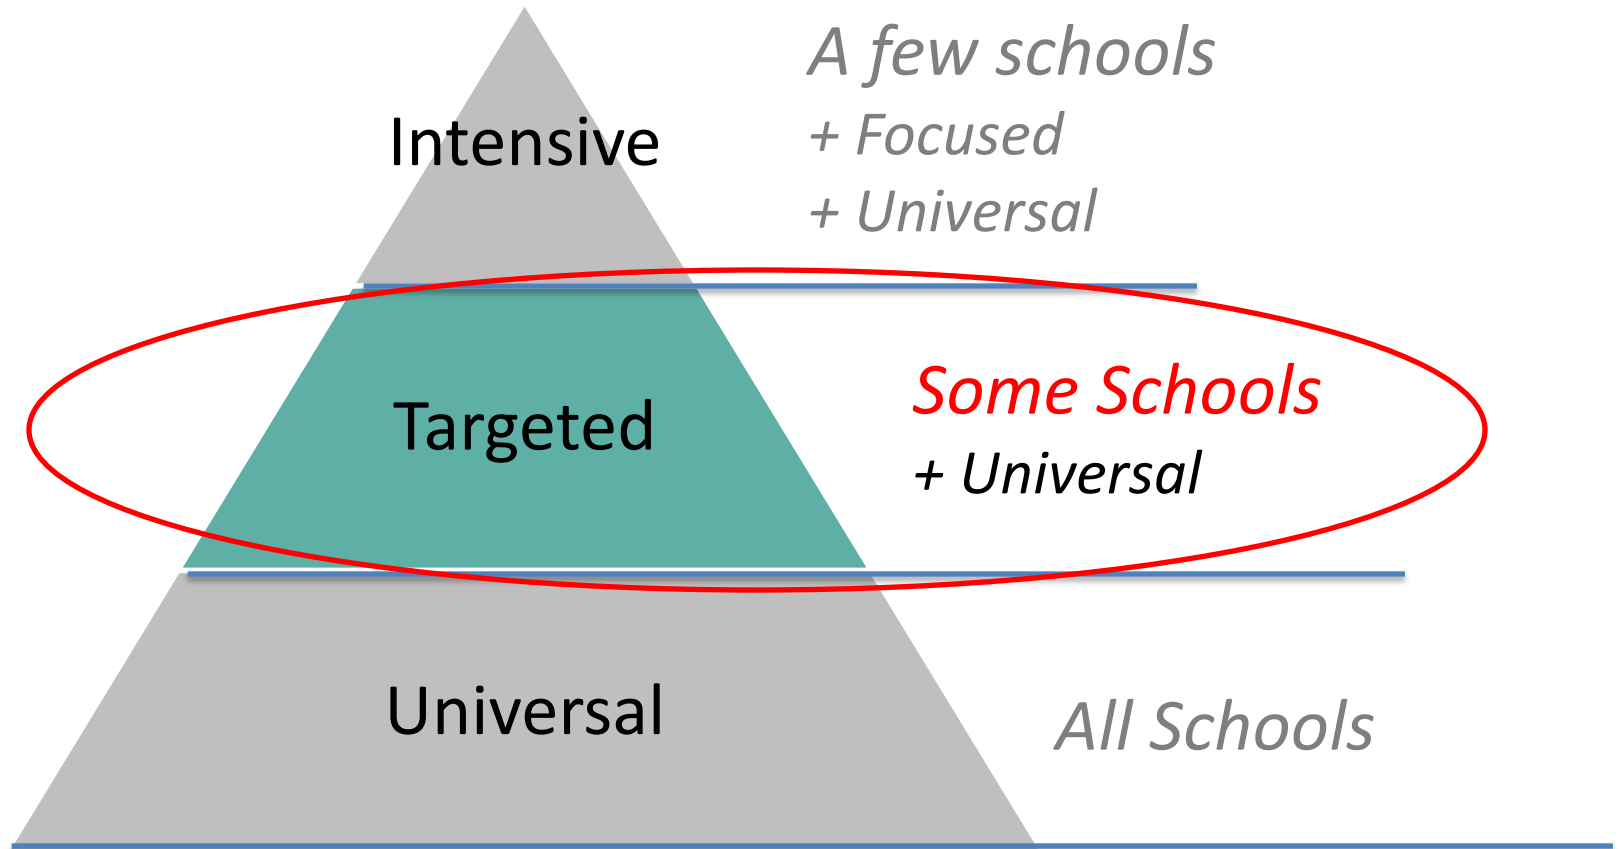 Intensive
A few schools
+ Focused
+ Universal
Targeted
Some Schools
+ Universal
Universal
All Schools